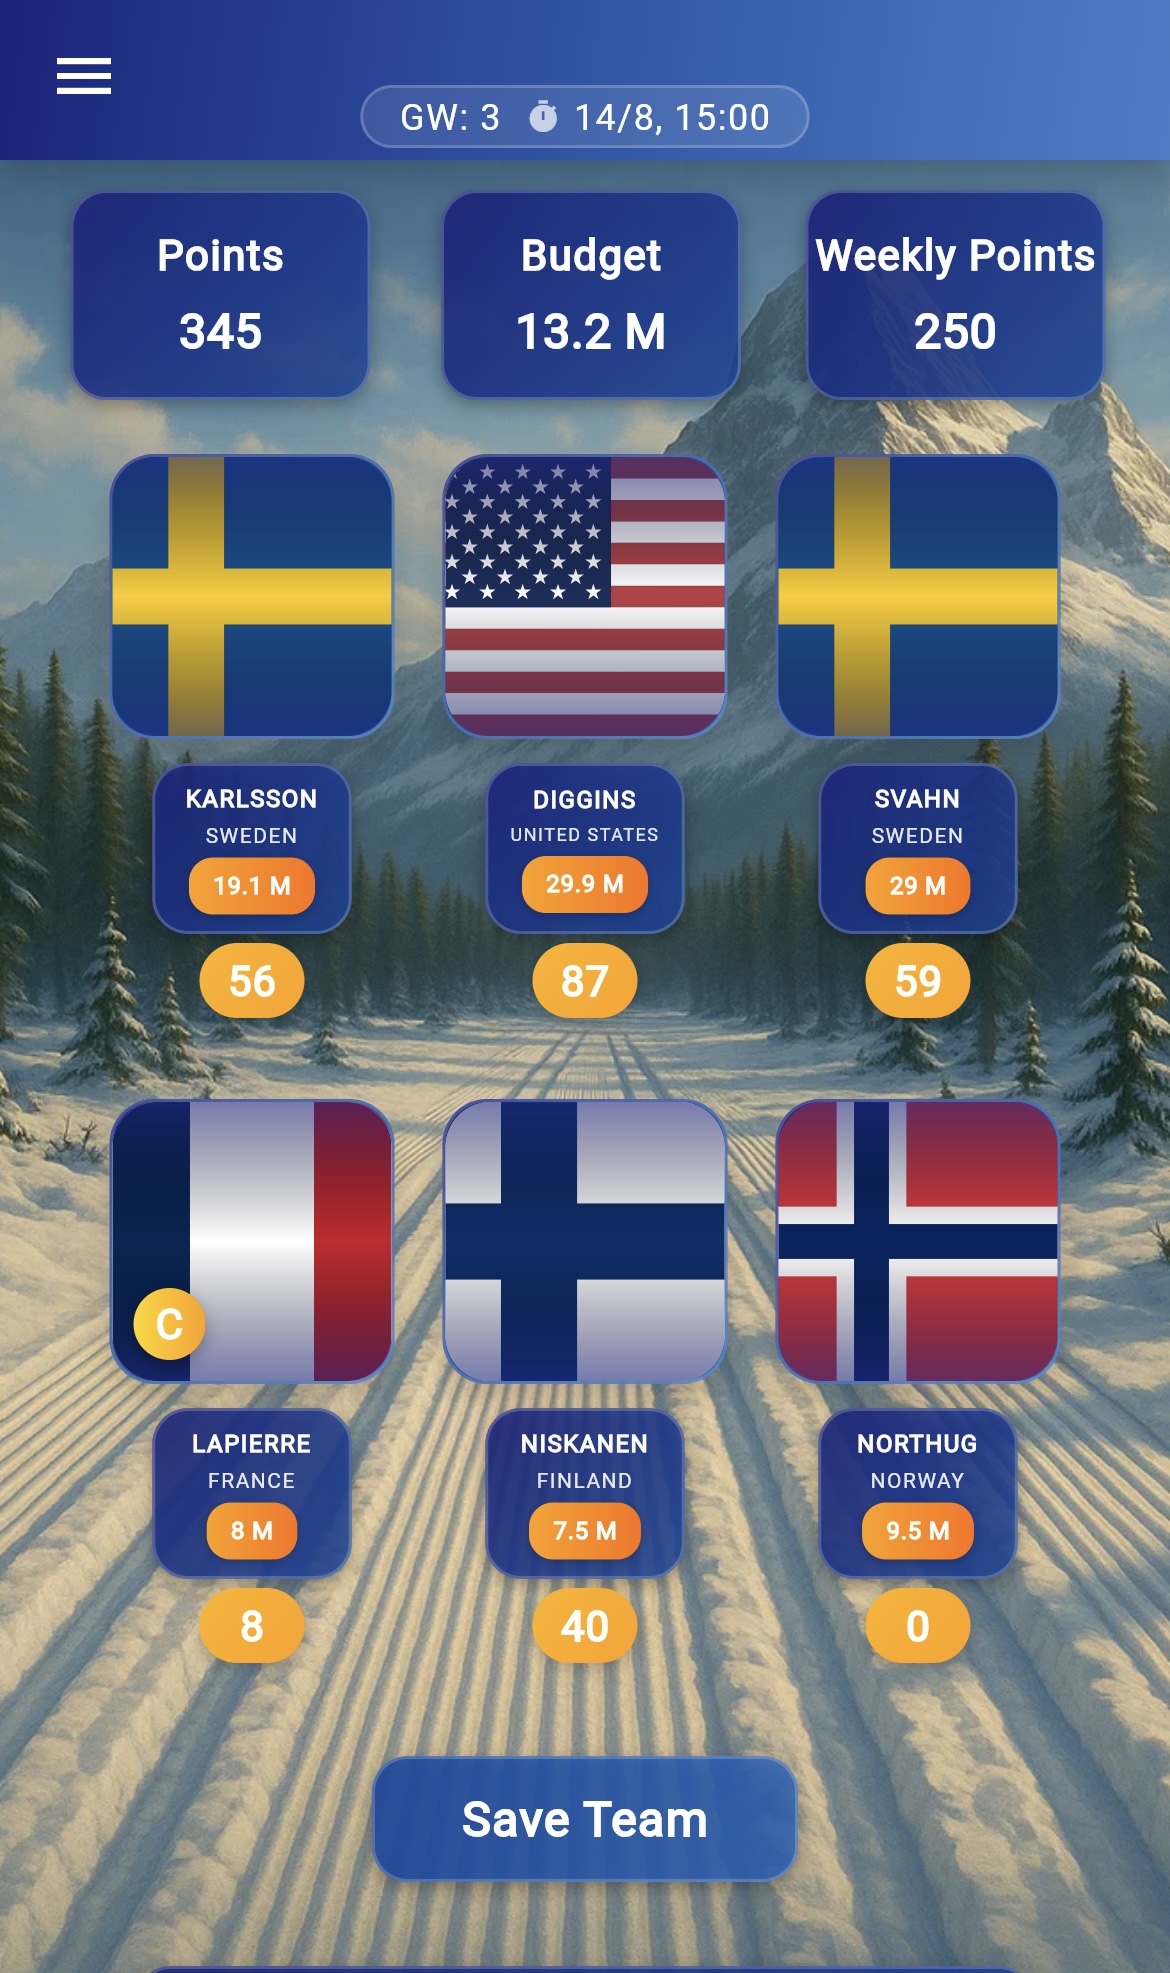 GW: 3 14/8, 15:00
Points
345
Budget
13.2 M
Weekly Points
250
KARLSSON
SWEDEN
19.1 M
56
DIGGINS
UNITED STATES
29.9 M
87
SVAHN
SWEDEN
29 M
59
C
LAPIERRE
FRANCE
8 M
8
NISKANEN
FINLAND
7.5 M
40
NORTHUG
NORWAY
9.5 M
0
Save Team